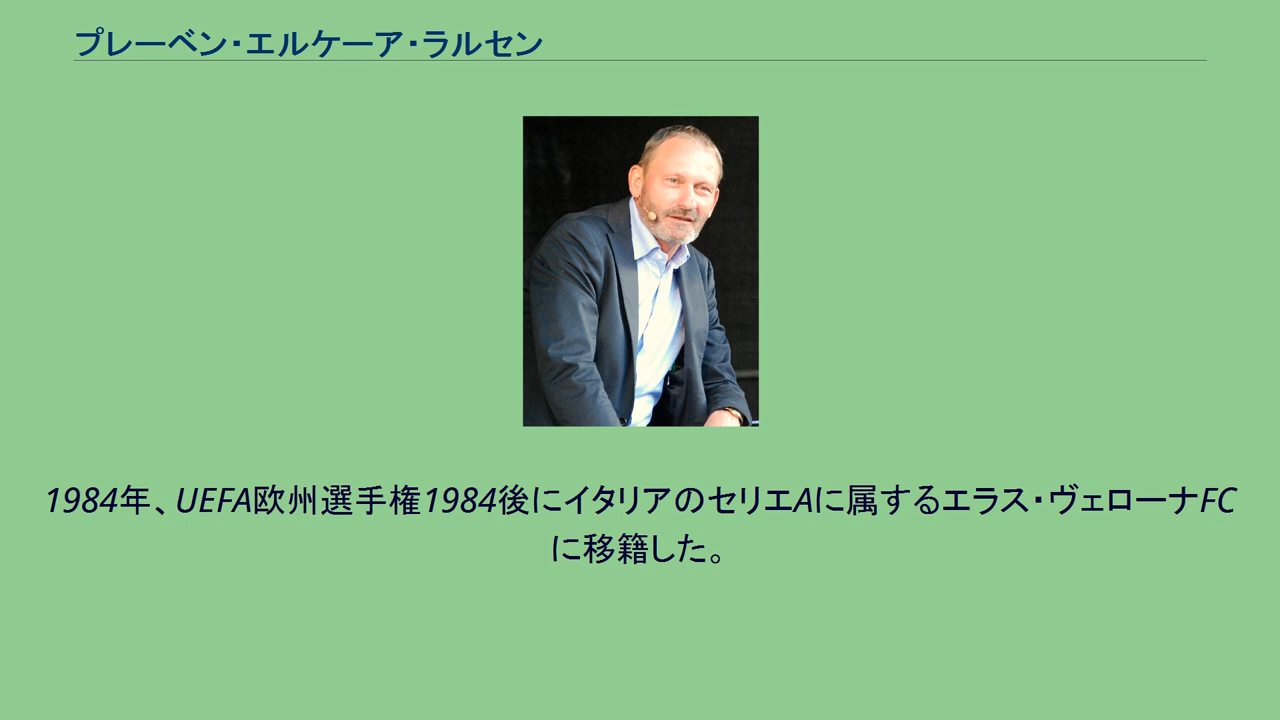 プレーベン・エルケーア・ラルセン
1984年、UEFA欧州選手権1984後にイタリアのセリエAに属するエラス・ヴェローナFC
に移籍した。